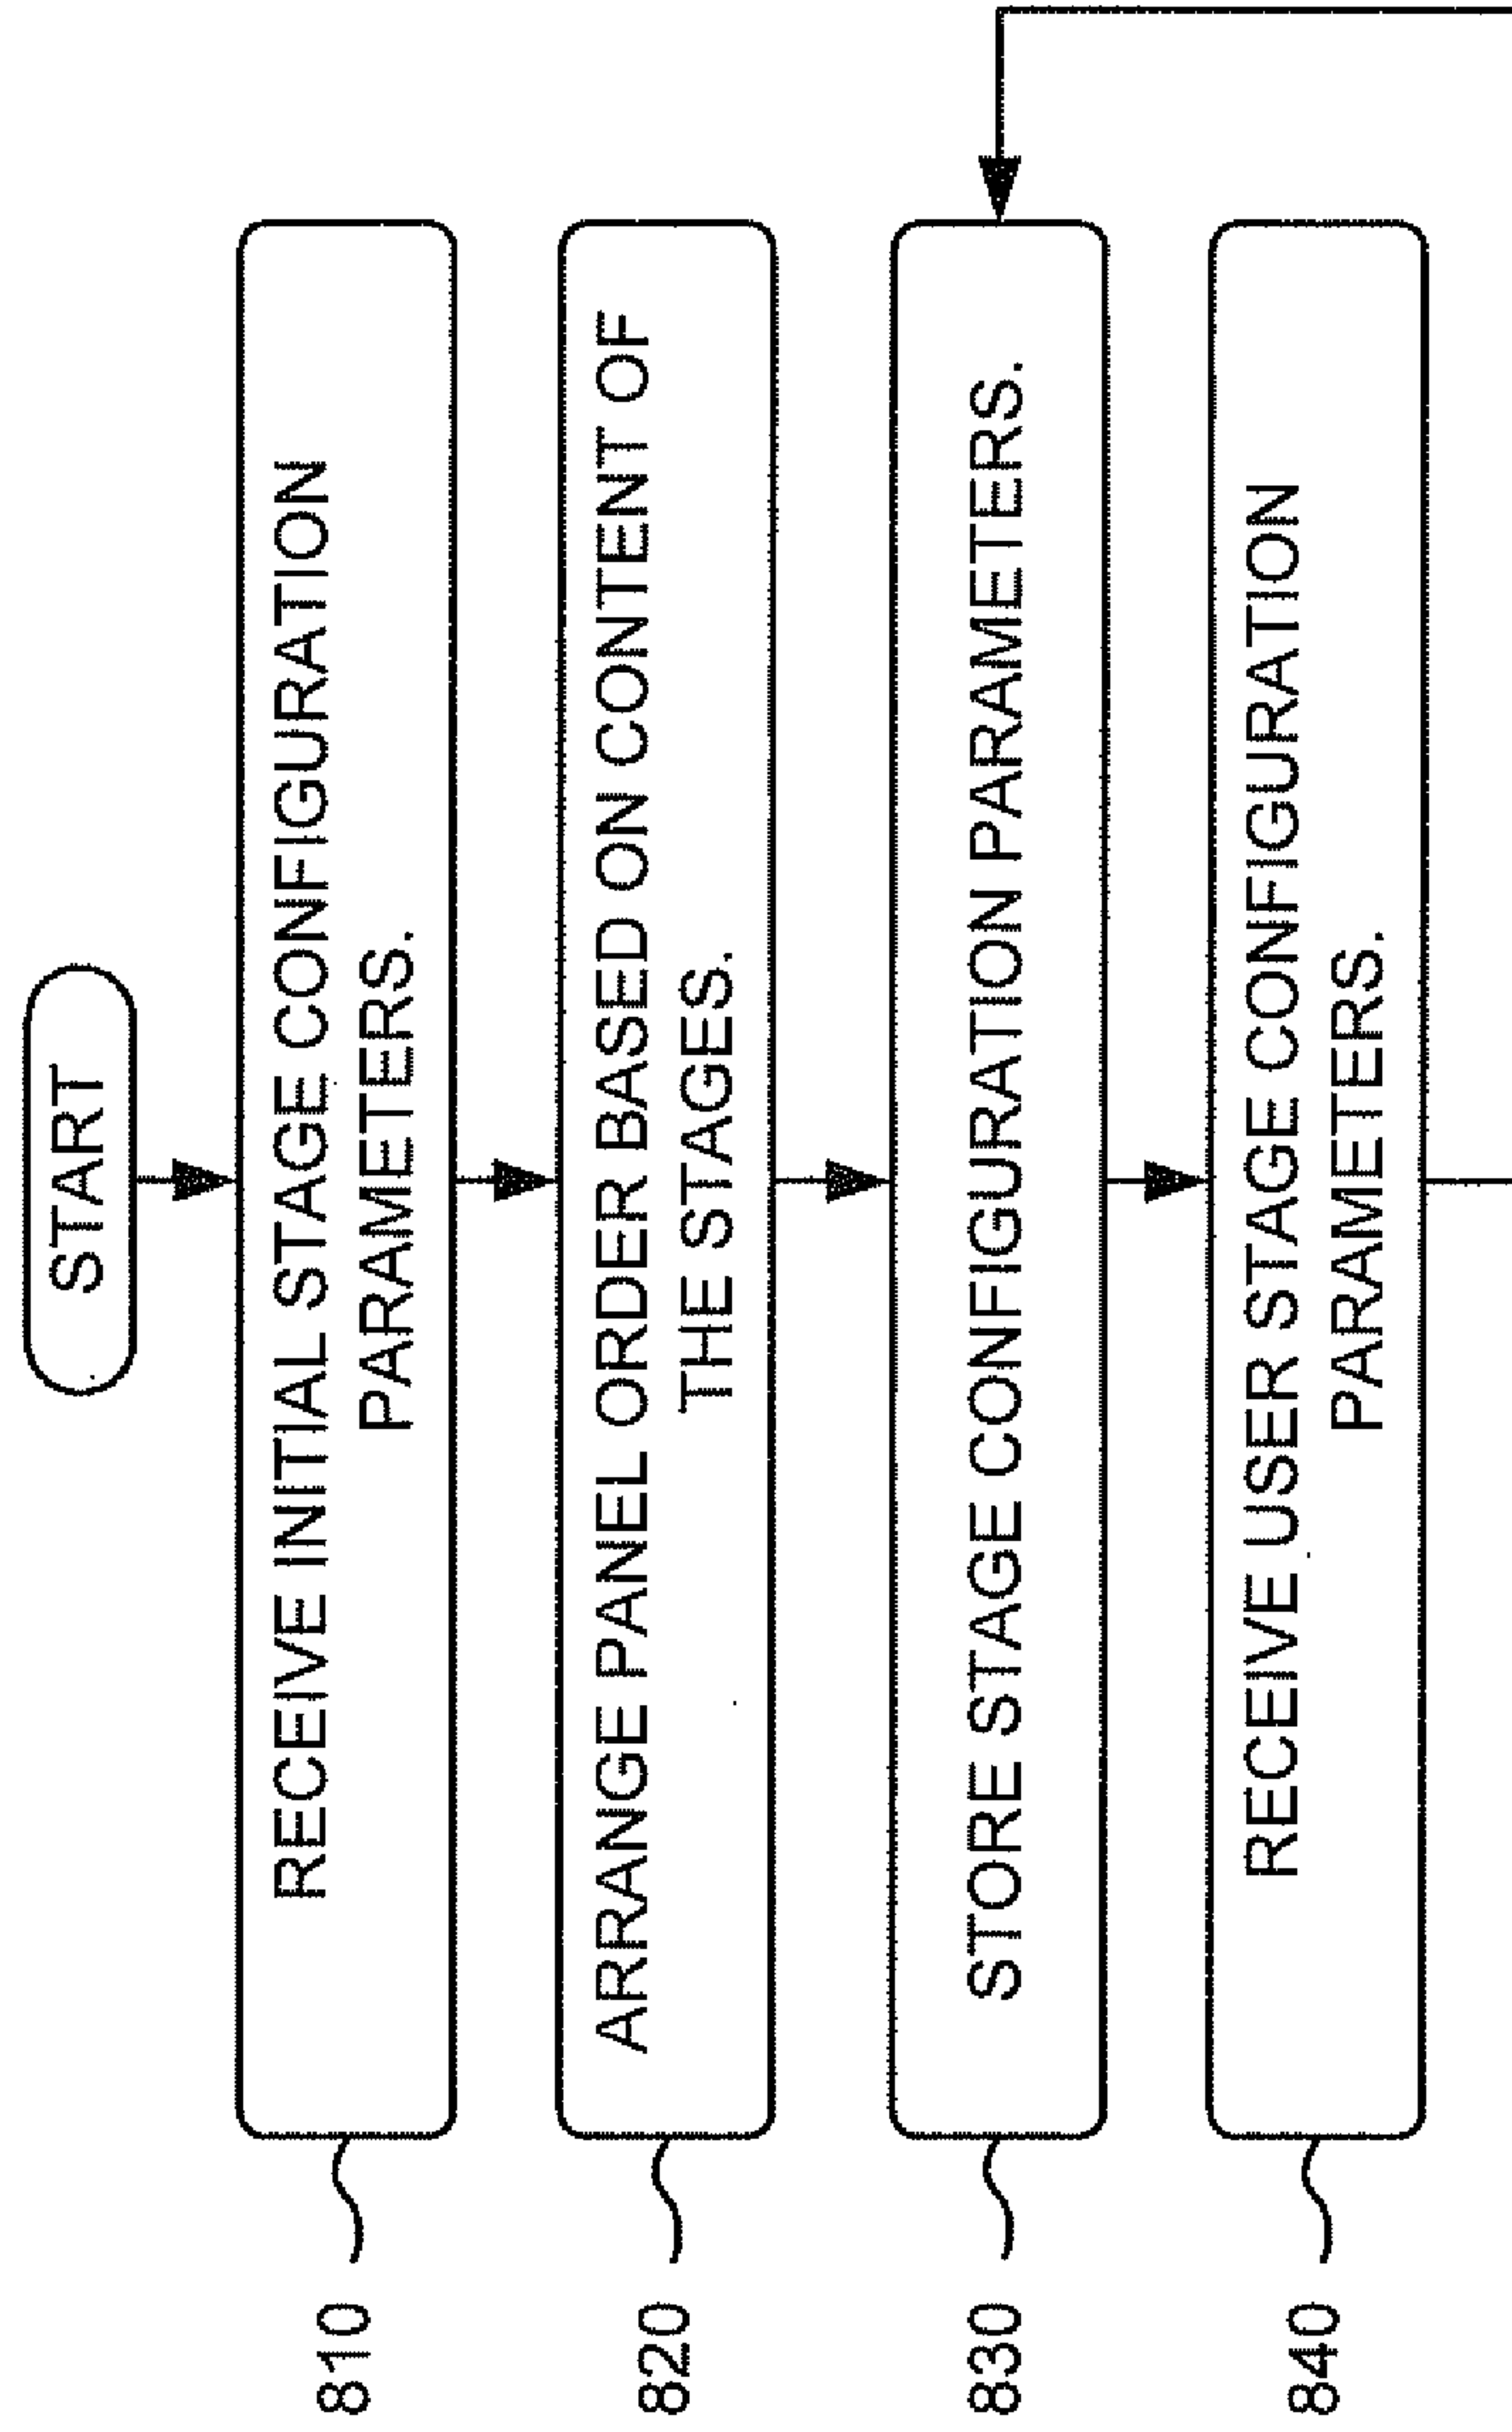 START
810
RECEIVE INITIAL STAGE CONFIGURATION
PARAMETERS.
820
ARRANGE PANEL ORDER BASED ON CONTENT OF
THE STAGES.
830
STORE STAGE CONFIGURATION PARAMETERS.
840
RECEIVE USER STAGE CONFIGURATION
PARAMETERS.